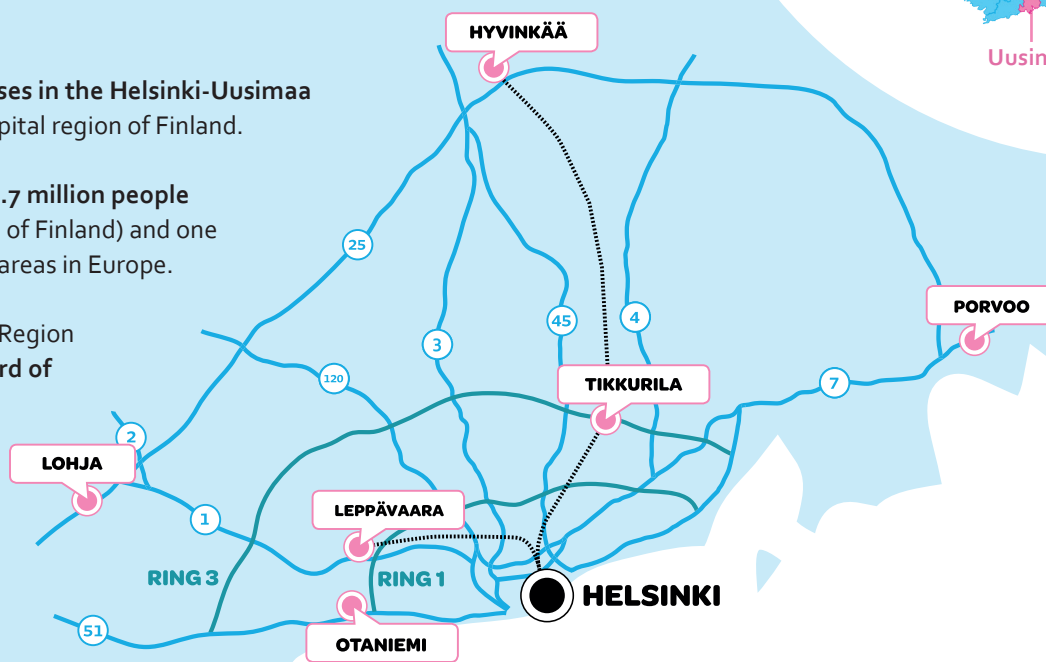 HYVINKÄÄ
ses in the Helsinki-Uusimaa
pital region of Finland.
.7 million people
of Finland) and one
areas in Europe.
Region
rd of
25
3
45
4
120
7
2
1
51
PORVOO
TIKKURILA
LOHJA
LEPPÄVAARA
RING 3
RING 1
HELSINKI
OTANIEMI
Uusin